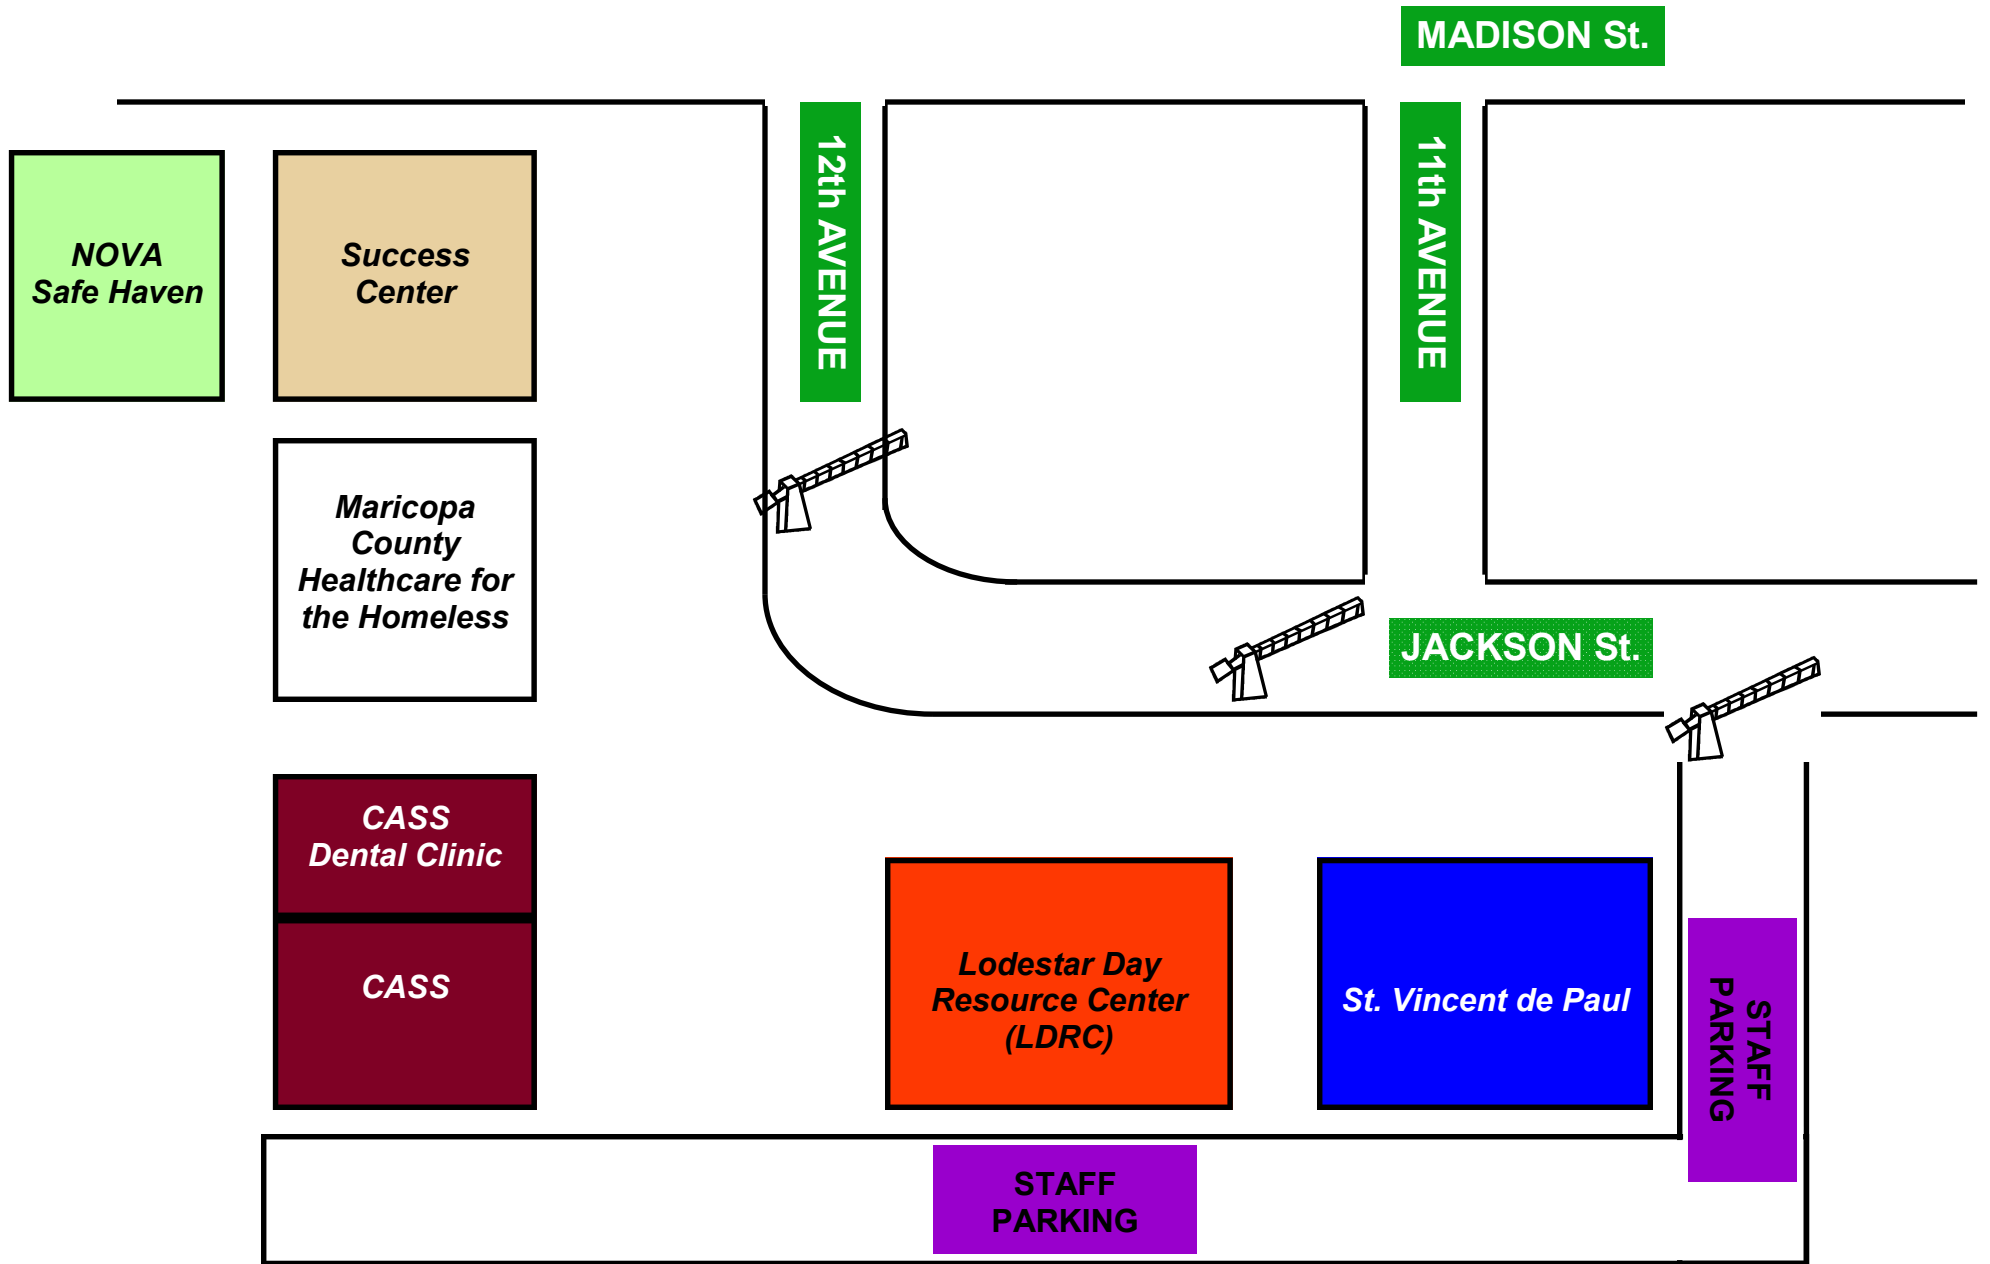 MADISON St.
12th AVENUE
11th AVENUE
NOVA
Safe Haven
Success
Center
Maricopa
County
Healthcare for
the Homeless
JACKSON St.
CASS
Dental Clinic
CASS
Lodestar Day
Resource Center
(LDRC)
St. Vincent de Paul
STAFF
PARKING
STAFF
PARKING